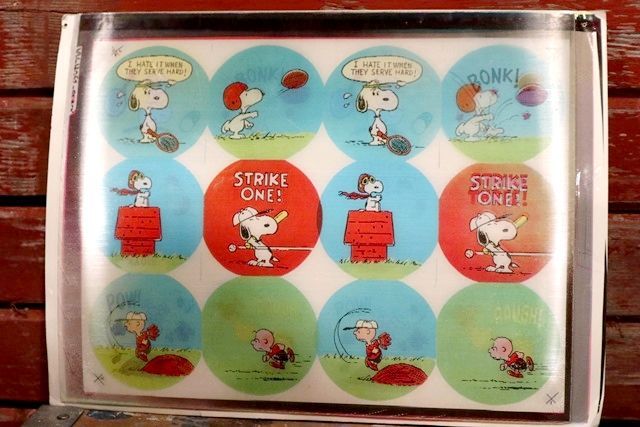 I HATE IT WHEN
THEY SERVE HARD!
BONK!
I HATE IT WHEN
THEY SERVE HARD!
BONK!
STRIKE
ONE!
STRIKE
ONE!
POW!
AAUGH!